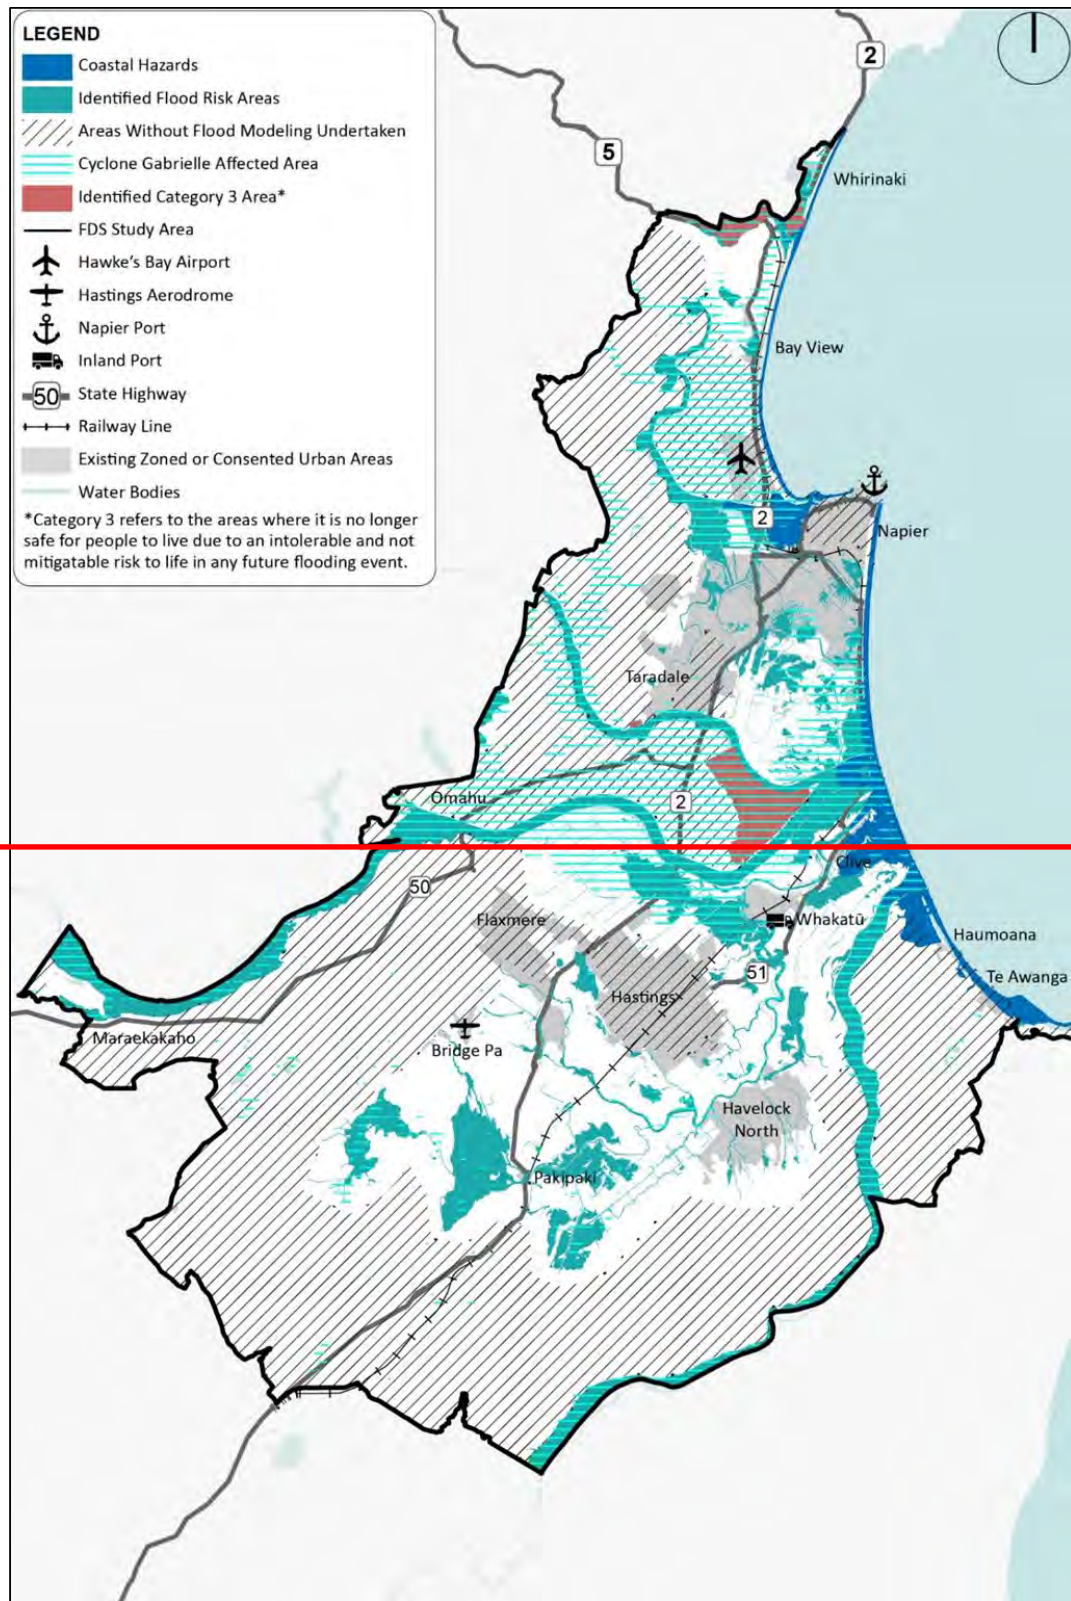 LEGEND
Coastal Hazards
Identified Flood Risk Areas
Areas Without Flood Modeling Undertaken
Cyclone Gabrielle Affected Area
Identified Category 3 Area*
FDS Study Area
Hawke's Bay Airport
Hastings Aerodrome
Napier Port
Inland Port
50 State Highway
Railway Line
Existing Zoned or Consented Urban Areas
Water Bodies
*Category 3 refers to the areas where it is no longer
safe for people to live due to an intolerable and not
mitigatable risk to life in any future flooding event.
2
5
Whirinaki
Bay View
2
Napier
Taradale
Omahu
2
Clive
50
Flaxmere
Whakatū
Haumoana
51
Te Awanga
Hastings
Maraekakaho
Bridge Pa
Havelock
North
Pakipaki